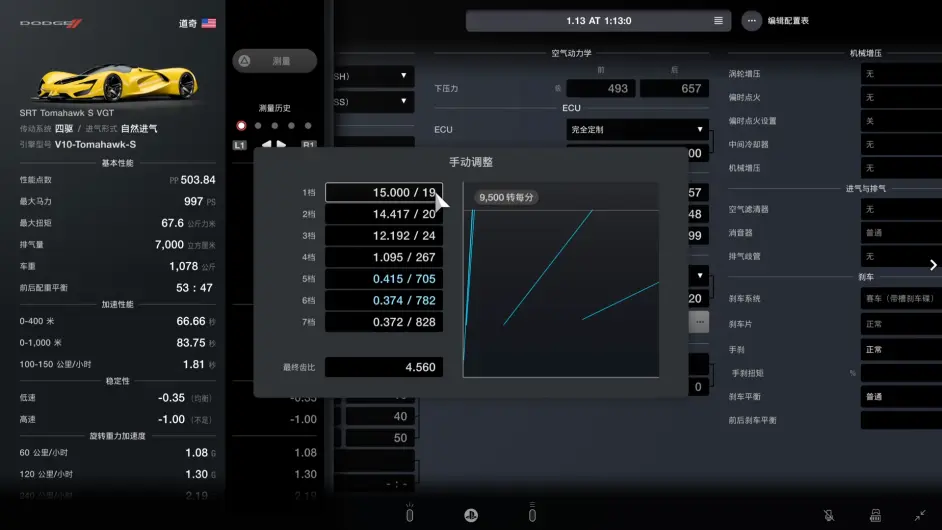 DODGE
道奇
SRT Tomahawk S VGT
传动系统 四驱 / 进气形式 自然进气
引擎型号 V10-Tomahawk-S
基本性能
性能点数 PP 503.84
最大马力 997 PS
最大扭矩 67.6 公斤力米
排气量 7,000 立方厘米
车重 1,078 公斤
前后配重平衡 53 : 47
加速性能
0-400 米 66.66 秒
0-1,000 米 83.75 秒
100-150 公里/小时 1.81 秒
稳定性
低速 -0.35 (均衡)
高速 -1.00 (不足)
旋转重力加速度
60 公里/小时 1.08 G
120 公里/小时 1.30 G
240 公里/小时 2.19
测量
测量历史
L1 R1
-0.35
-1.00
1.08
1.30
2.19
1.13 AT 1:13:0
编辑配置表
SH)
SS)
空气动力学
前 后
下压力 493 657
ECU
ECU 完全定制
00
57
48
99
20
0
40
50
- : -
手动调整
1档 15.000 / 19
2档 14.417 / 20
3档 12.192 / 24
4档 1.095 / 267
5档 0.415 / 705
6档 0.374 / 782
7档 0.372 / 828
最终齿比 4.560
9,500 转每分
机械增压
涡轮增压 无
偏时点火 无
偏时点火设置 关
中间冷却器 无
机械增压 无
进气与排气
空气滤清器 无
消音器 普通
排气歧管 无
刹车
刹车系统 赛车（带槽刹车碟）
刹车片 正常
手刹 正常
手刹扭矩 %
刹车平衡 普通
前后刹车平衡